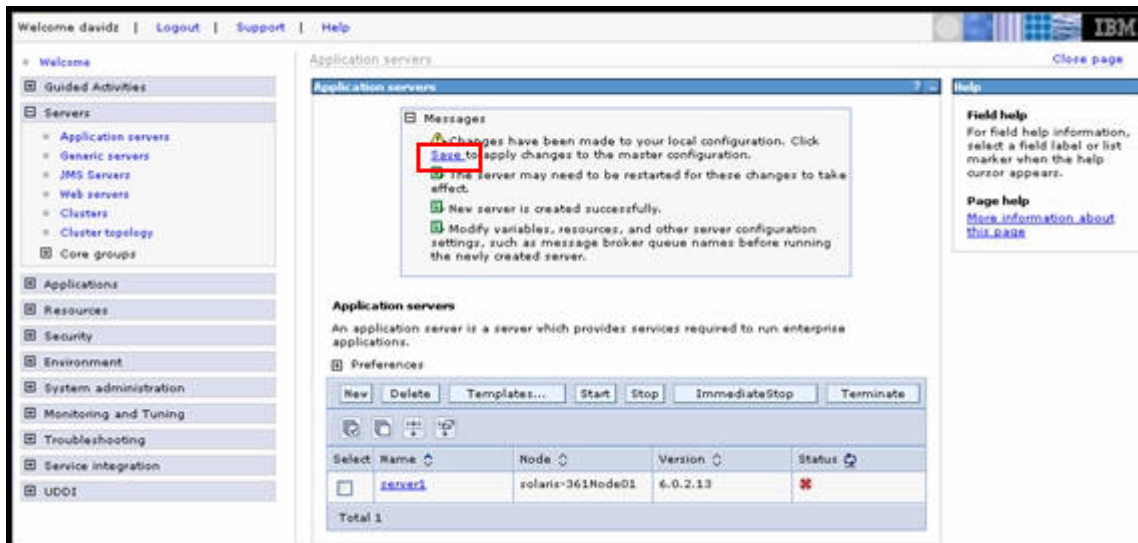 Welcome davidz | Logout | Support | Help
IBM
Welcome
Guided Activities
Servers
Application servers
Generic servers
JMS Servers
Web servers
Clusters
Cluster topology
Core groups
Applications
Resources
Security
Environment
System administration
Monitoring and Tuning
Troubleshooting
Service integration
UDDI
Application servers
Close page
Application servers
? -
Messages
Changes have been made to your local configuration. Click
Save to apply changes to the master configuration.
The server may need to be restarted for these changes to take
effect.
New server is created successfully.
Modify variables, resources, and other server configuration
settings, such as message broker queue names before running
the newly created server.
Application servers
An application server is a server which provides services required to run enterprise
applications.
Preferences
New Delete Templates... Start Stop ImmediateStop Terminate
Select Name Node Version Status
server1 solaris-361Node01 6.0.2.13
Total 1
Help
Field help
For field help information,
select a field label or list
marker when the help
cursor appears.
Page help
More information about
this page